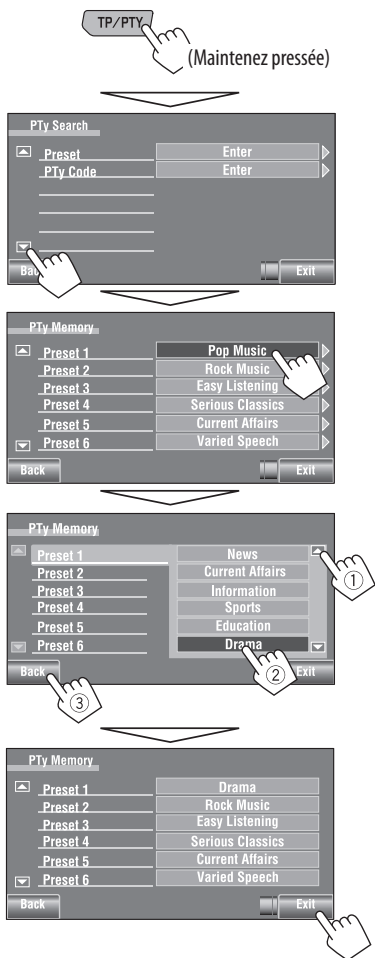 TP/PTY
(Maintenez pressée)
PTy Search
Preset Enter
PTy Code Enter
Exit
PTy Memory
Preset 1 Pop Music
Preset 2 Rock Music
Preset 3 Easy Listening
Preset 4 Serious Classics
Preset 5 Current Affairs
Preset 6 Varied Speech
Back Exit
PTy Memory
Preset 1 News
Preset 2 Current Affairs
Preset 3 Information
Preset 4 Sports
Preset 5 Education
Preset 6 Drama
Back Exit
①
②
③
PTy Memory
Preset 1 Drama
Preset 2 Rock Music
Preset 3 Easy Listening
Preset 4 Serious Classics
Preset 5 Current Affairs
Preset 6 Varied Speech
Back Exit